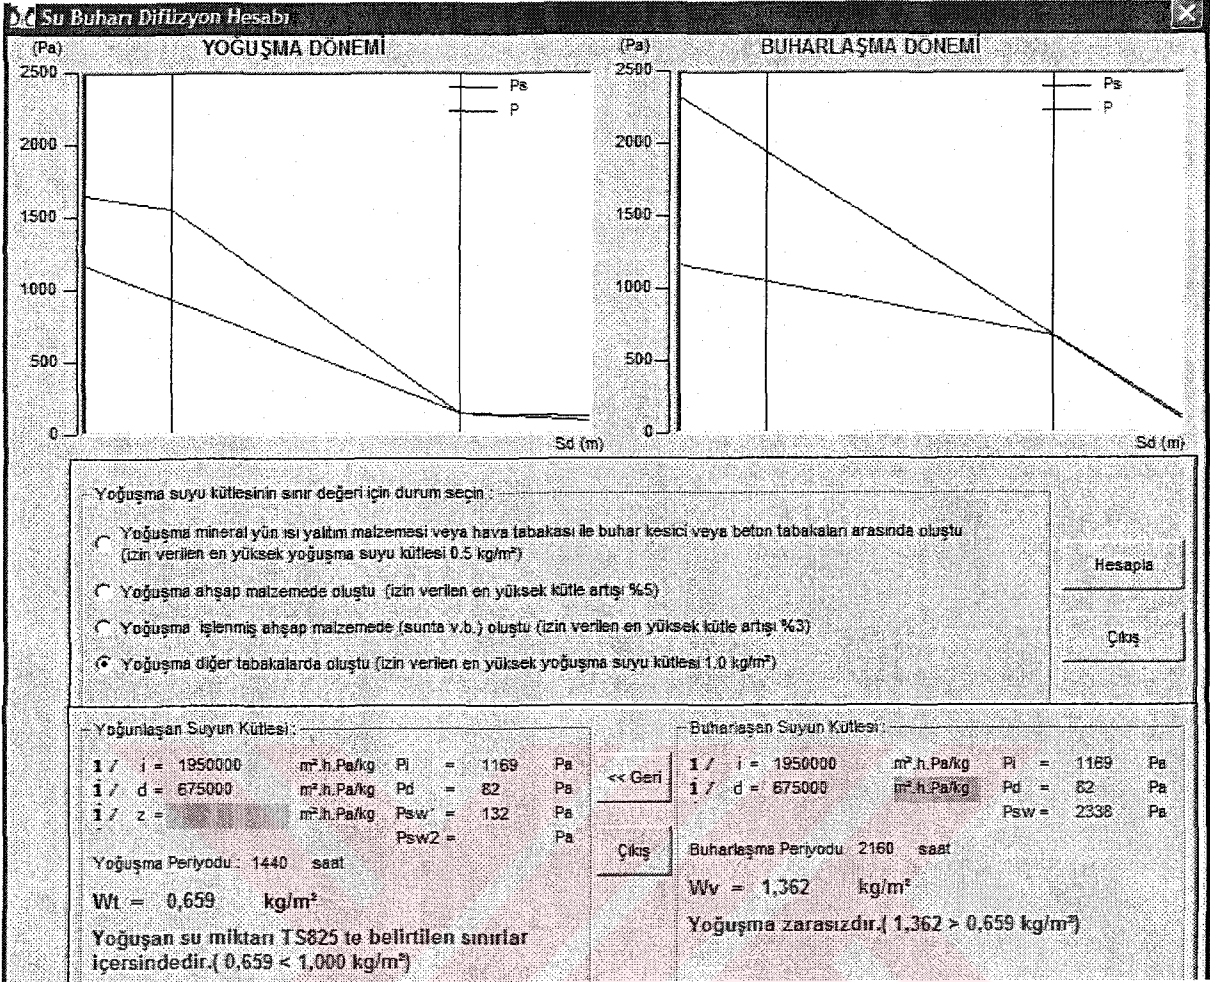 Su Buharı Difüzyon Hesabı
(Pa)
YOĞUŞMA DÖNEMİ
2500
2000
1500
1000
500
0
Ps
P
Sd (m)
(Pa)
BUHARLAŞMA DÖNEMİ
2500
2000
1500
1000
500
0
Ps
P
Sd (m)
Yoğuşma suyu kütlesinin sınır değeri için durum seçin :
Yoğuşma mineral yün ısı yalıtım malzemesi veya hava tabakası ile buhar kesici veya beton tabakaları arasında oluştu
(izin verilen en yüksek yoğuşma suyu kütlesi 0.5 kg/m²)
Yoğuşma ahşap malzemede oluştu (izin verilen en yüksek kütle artışı %5)
Yoğuşma işlenmiş ahşap malzemede (sunta v.b.) oluştu (izin verilen en yüksek kütle artışı %3)
Yoğuşma diğer tabakalarda oluştu (izin verilen en yüksek yoğuşma suyu kütlesi 1.0 kg/m²)
Hesapla
Çıkış
Yoğunlaşan Suyun Kütlesi :
1 / i = 1950000 m².h.Pa/kg Pi = 1169 Pa
1 / d = 675000 m².h.Pa/kg Pd = 82 Pa
1 / z = m².h.Pa/kg Psw1 = 132 Pa
Psw2 = Pa
Yoğuşma Periyodu : 1440 saat
Wt = 0,659 kg/m²
Yoğuşan su miktarı TS825 te belirtilen sınırlar
içersindedir.( 0,659 < 1,000 kg/m²)
<< Geri
Çıkış
Buharlaşan Suyun Kütlesi :
1 / i = 1950000 m².h.Pa/kg Pi = 1169 Pa
1 / d = 675000 m².h.Pa/kg Pd = 82 Pa
Psw = 2338 Pa
Buharlaşma Periyodu 2160 saat
Wv = 1,362 kg/m²
Yoğuşma zararsızdır.( 1,362 > 0,659 kg/m²)